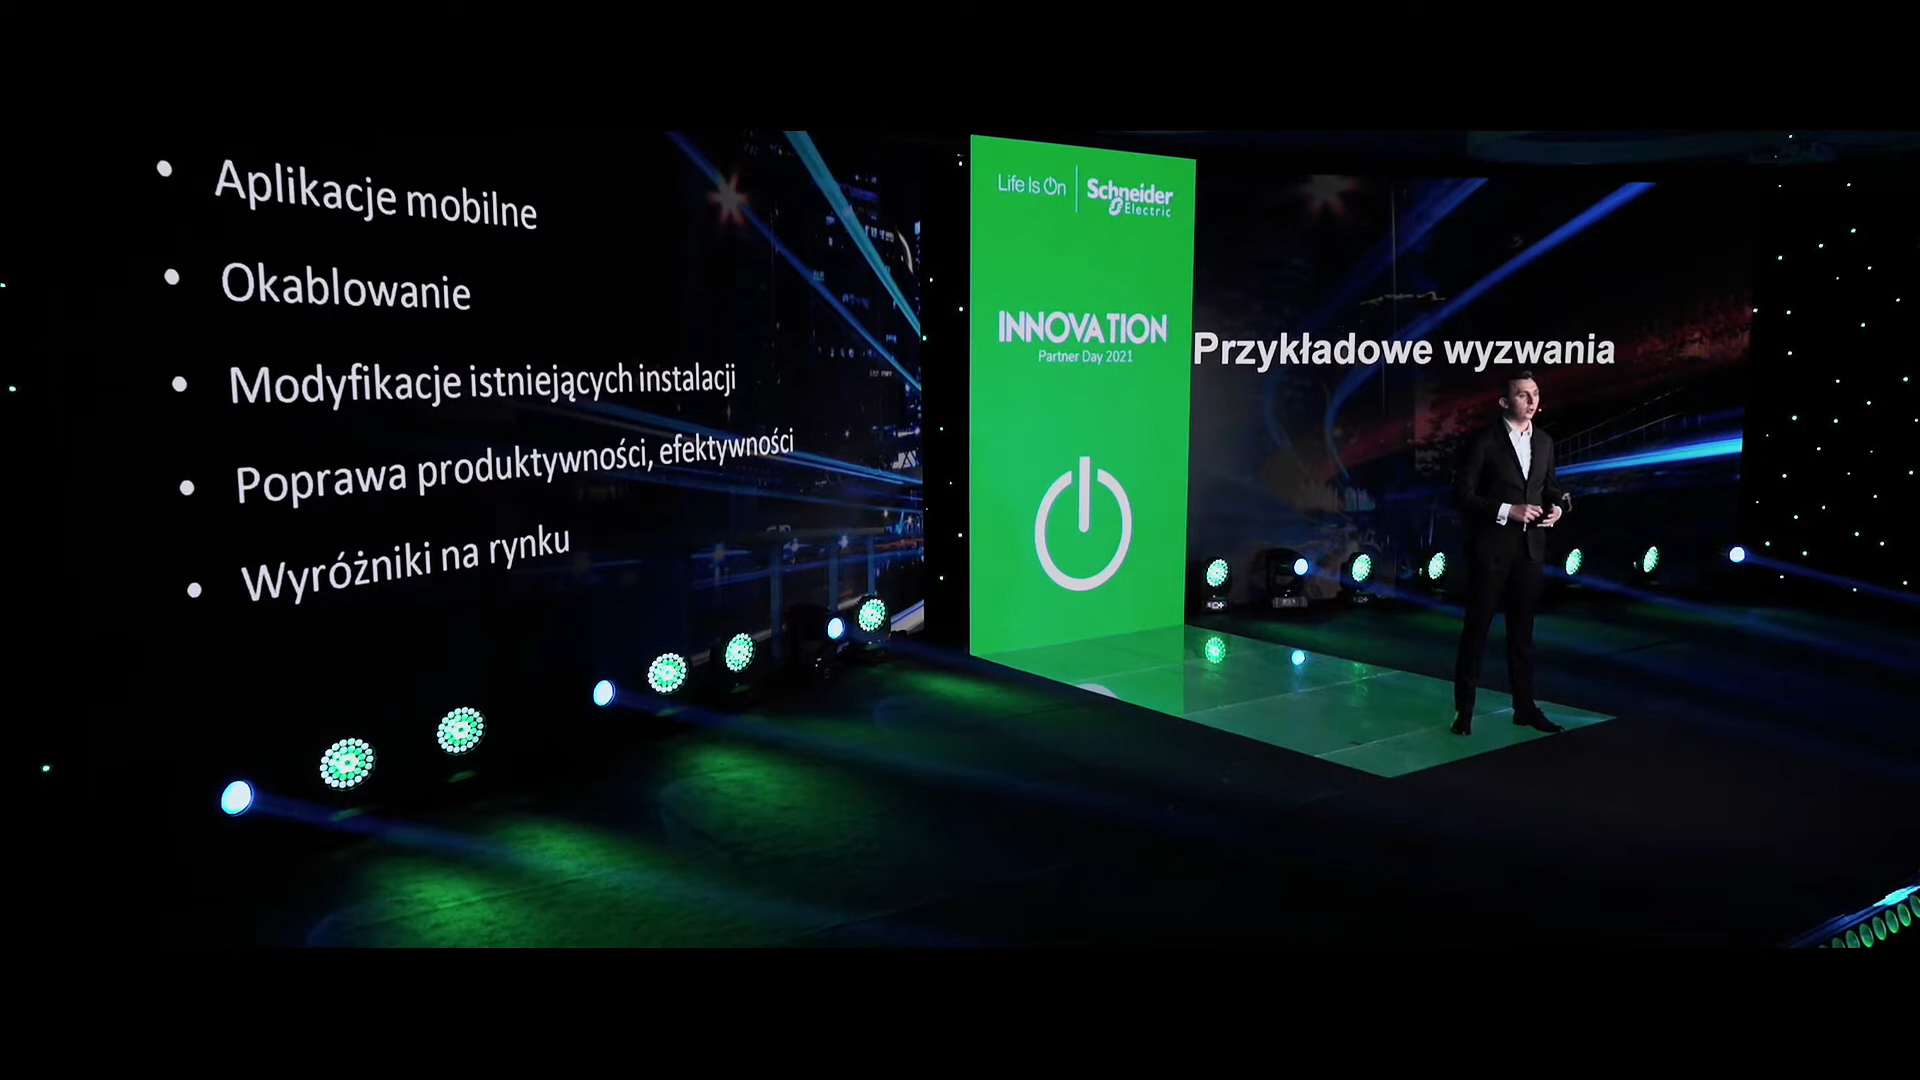 Aplikacje mobilne
Okablowanie
Modyfikacje istniejących instalacji
Poprawa produktywności, efektywności
Wyróżniki na rynku
Life Is On
Schneider
Electric
INNOVATION
Partner Day 2021
Przykładowe wyzwania